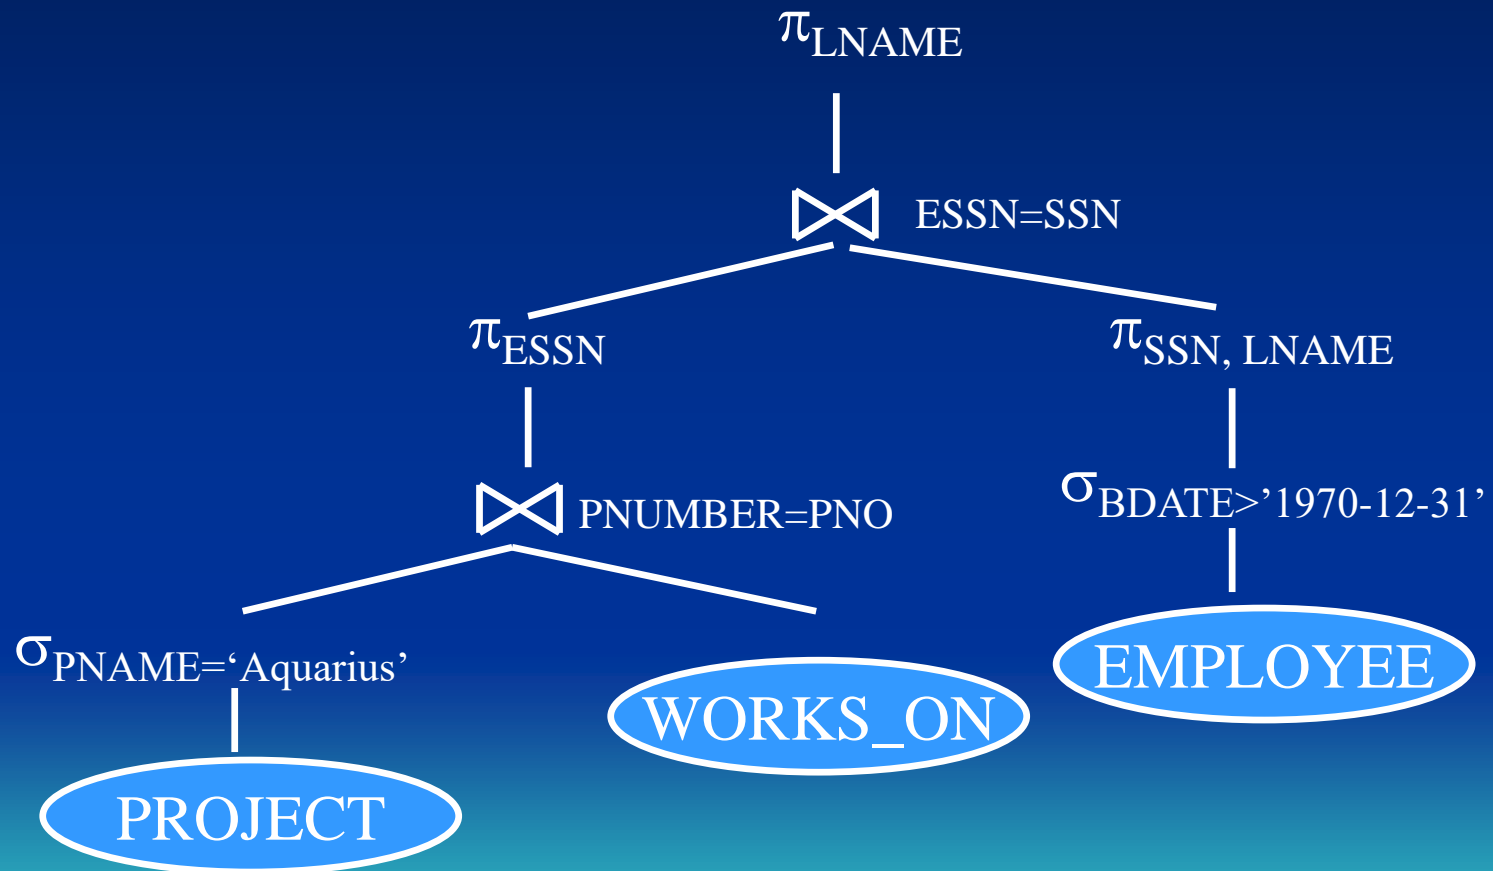 πLNAME
ESSN=SSN
πESSN
πSSN, LNAME
PNUMBER=PNO
σBDATE>’1970-12-31’
σPNAME=‘Aquarius’
WORKS_ON
EMPLOYEE
PROJECT